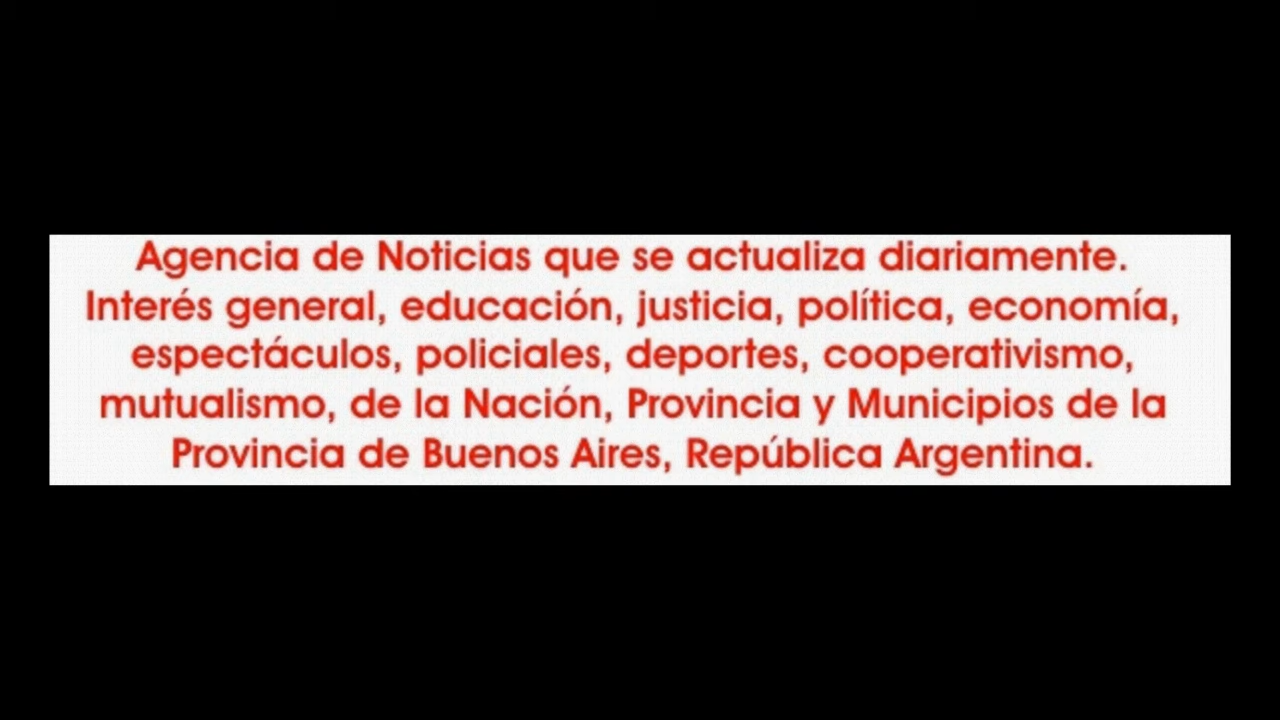 Agencia de Noticias que se actualiza diariamente.
Interés general, educación, justicia, política, economía,
espectáculos, policiales, deportes, cooperativismo,
mutualismo, de la Nación, Provincia y Municipios de la
Provincia de Buenos Aires, República Argentina.